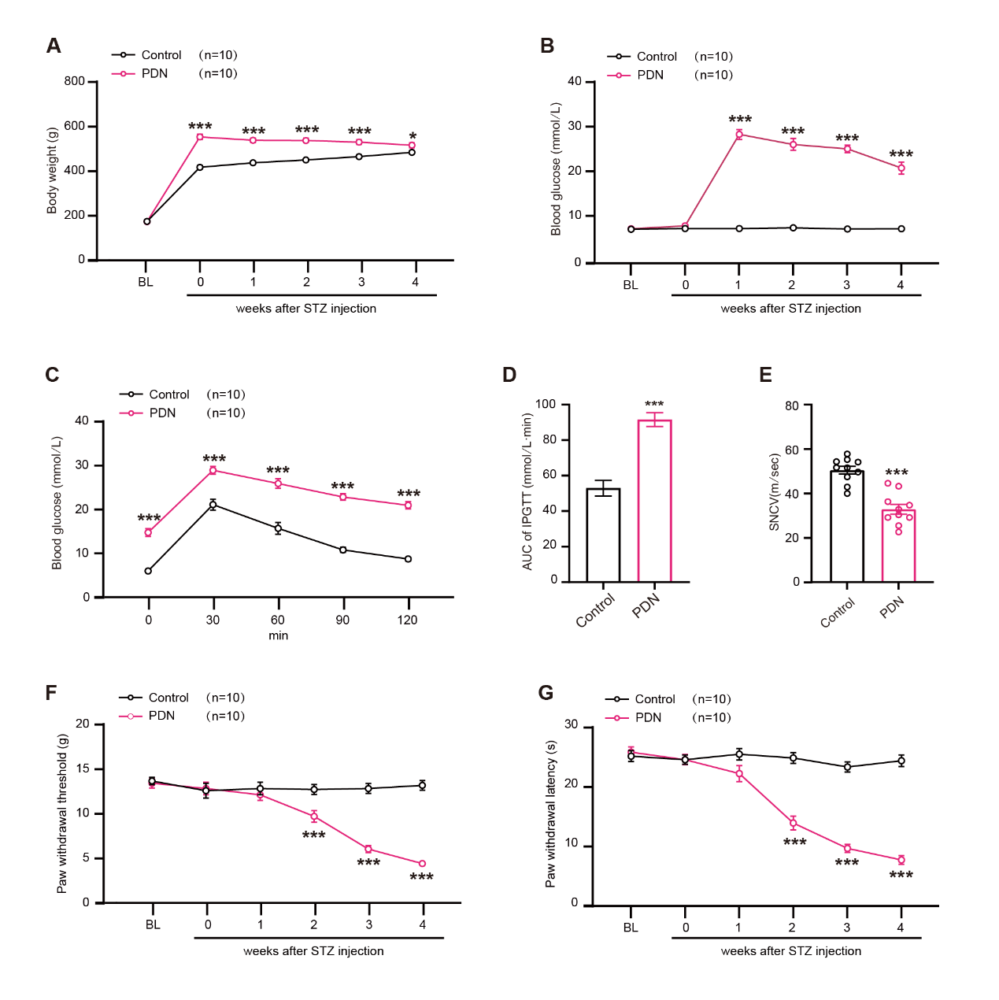 A
Control (n=10)
PDN (n=10)
800
600
400
200
0
Body weight (g)
***
***
***
***
*
BL 0 1 2 3 4
weeks after STZ injection
B
Control (n=10)
PDN (n=10)
40
30
20
10
0
Blood glucose (mmol/L)
***
***
***
***
BL 0 1 2 3 4
weeks after STZ injection
C
Control (n=10)
PDN (n=10)
40
30
20
10
0
Blood glucose (mmol/L)
***
***
***
***
***
0 30 60 90 120
min
D
100
80
60
40
20
0
AUC of IPGTT (mmol/L·min)
***
Control PDN
E
80
60
40
20
0
SNCV(m/sec)
***
Control PDN
F
Control (n=10)
PDN (n=10)
20
15
10
5
0
Paw withdrawal threshold (g)
***
***
***
BL 0 1 2 3 4
weeks after STZ injection
G
Control (n=10)
PDN (n=10)
30
20
10
0
Paw withdrawal latency (s)
***
***
***
BL 0 1 2 3 4
weeks after STZ injection